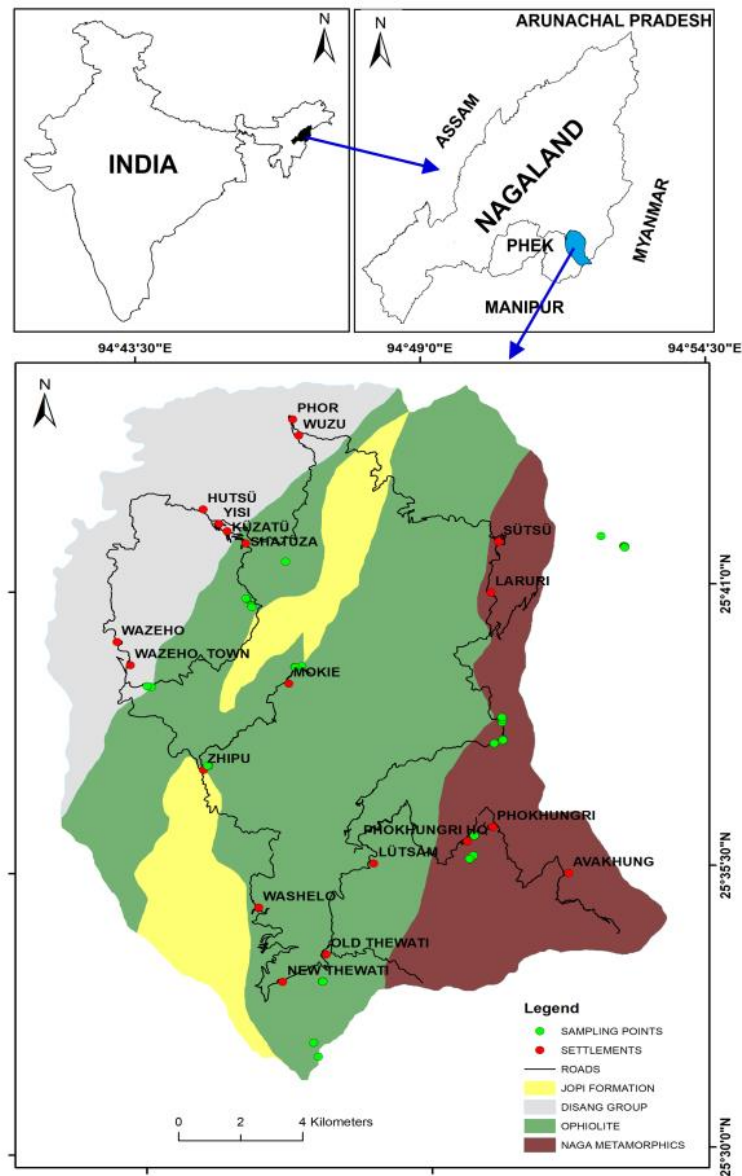 N
INDIA
N
ARUNACHAL PRADESH
ASSAM
NAGALAND
PHEK
MYANMAR
MANIPUR
94°43'30"E
94°49'0"E
94°54'30"E
N
PHOR
WUZU
HUTSÜ
YISI
KÜZATÜ
SHATÜZA
SÜTSÜ
LARURI
25°41'0"N
WAZEHO
WAZEHO TOWN
MOKIE
ZHIPU
PHOKHUNGRI
PHOKHUNGRI HQ
LÜTSAM
AVAKHUNG
25°35'30"N
WASHELO
OLD THEWATI
NEW THEWATI
Legend
SAMPLING POINTS
SETTLEMENTS
ROADS
JOPI FORMATION
DISANG GROUP
OPHIOLITE
NAGA METAMORPHICS
0 2 4 Kilometers
25°30'0"N